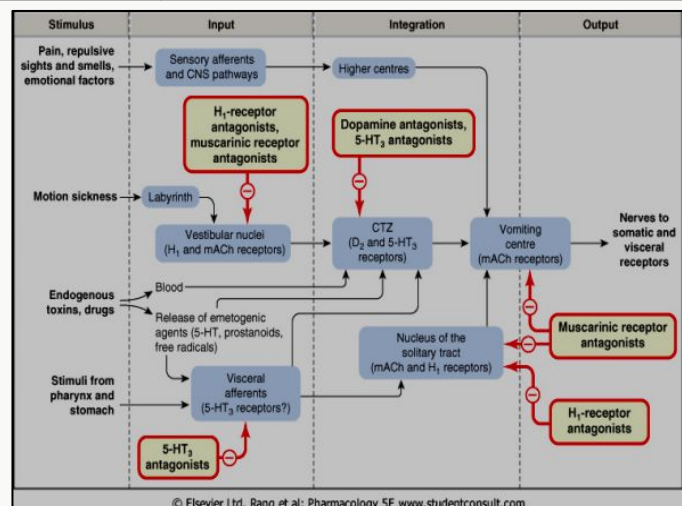 Stimulus
Input
Integration
Output
Pain, repulsive
sights and smells,
emotional factors
Sensory afferents
and CNS pathways
Higher centres
H₁-receptor
antagonists,
muscarinic receptor
antagonists
Dopamine antagonists,
5-HT₃ antagonists
Motion sickness
Labyrinth
Vestibular nuclei
(H₁ and mACh receptors)
CTZ
(D₂ and 5-HT₃
receptors)
Vomiting
centre
(mACh receptors)
Nerves to
somatic and
visceral
receptors
Endogenous
toxins, drugs
Blood
Release of emetogenic
agents (5-HT, prostanoids,
free radicals)
Nucleus of the
solitary tract
(mACh and H₁ receptors)
Muscarinic receptor
antagonists
Stimuli from
pharynx and
stomach
Visceral
afferents
(5-HT₃ receptors?)
H₁-receptor
antagonists
5-HT₃
antagonists
© Elsevier Ltd. Rang et al: Pharmacology 5E www.studentconsult.com